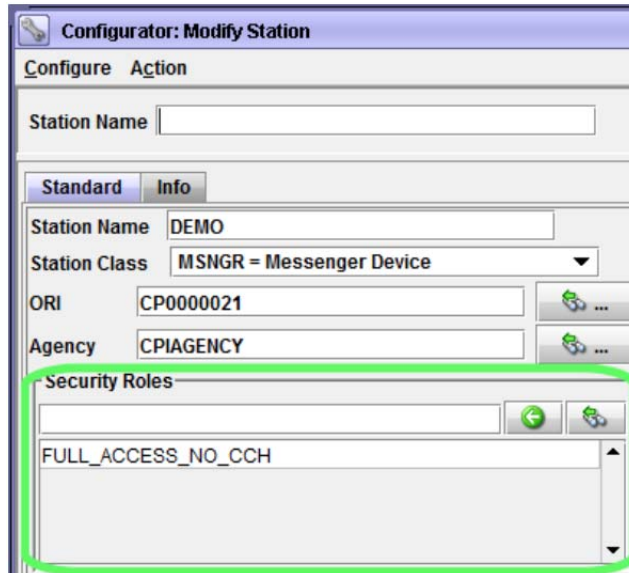 Configurator: Modify Station
Configure Action
Station Name
Standard Info
Station Name DEMO
Station Class MSNGR = Messenger Device
ORI CP0000021 ...
Agency CPIAGENCY ...
Security Roles
FULL_ACCESS_NO_CCH